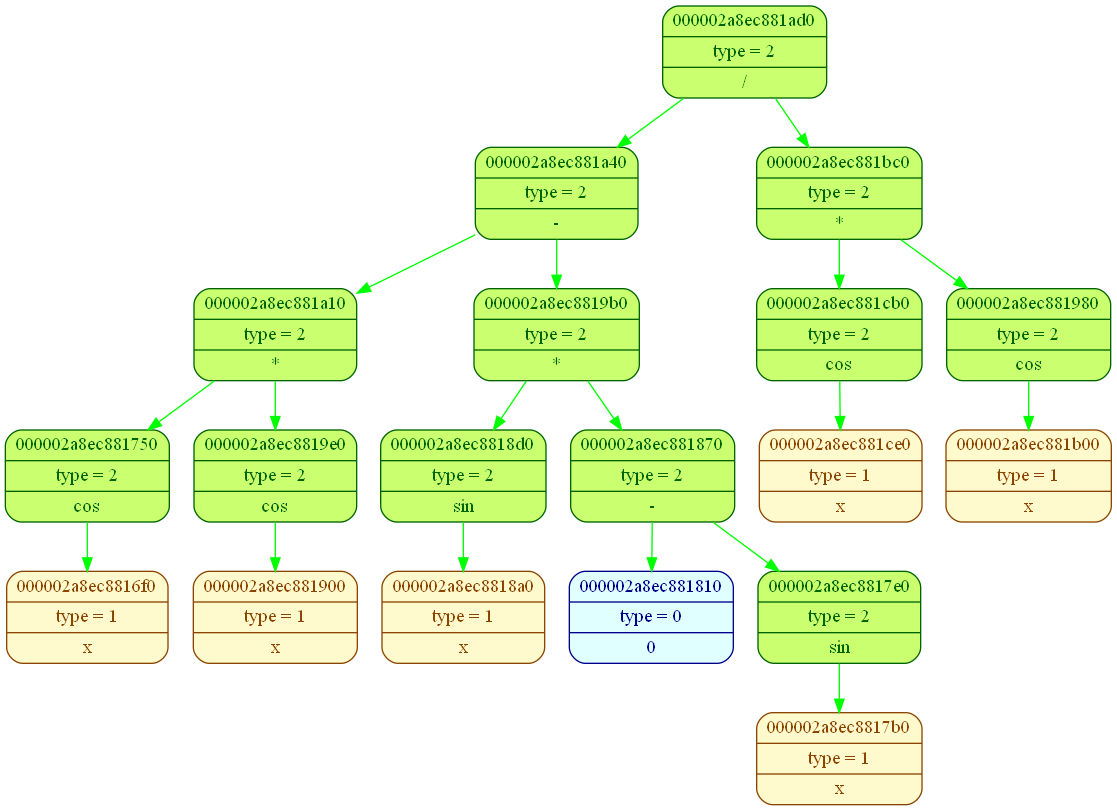 000002a8ec881ad0
type = 2
/
000002a8ec881a40
type = 2
-
000002a8ec881bc0
type = 2
*
000002a8ec881a10
type = 2
*
000002a8ec8819b0
type = 2
*
000002a8ec881cb0
type = 2
cos
000002a8ec881980
type = 2
cos
000002a8ec881750
type = 2
cos
000002a8ec8819e0
type = 2
cos
000002a8ec8818d0
type = 2
sin
000002a8ec881870
type = 2
-
000002a8ec881ce0
type = 1
x
000002a8ec881b00
type = 1
x
000002a8ec8816f0
type = 1
x
000002a8ec881900
type = 1
x
000002a8ec8818a0
type = 1
x
000002a8ec881810
type = 0
0
000002a8ec8817e0
type = 2
sin
000002a8ec8817b0
type = 1
x